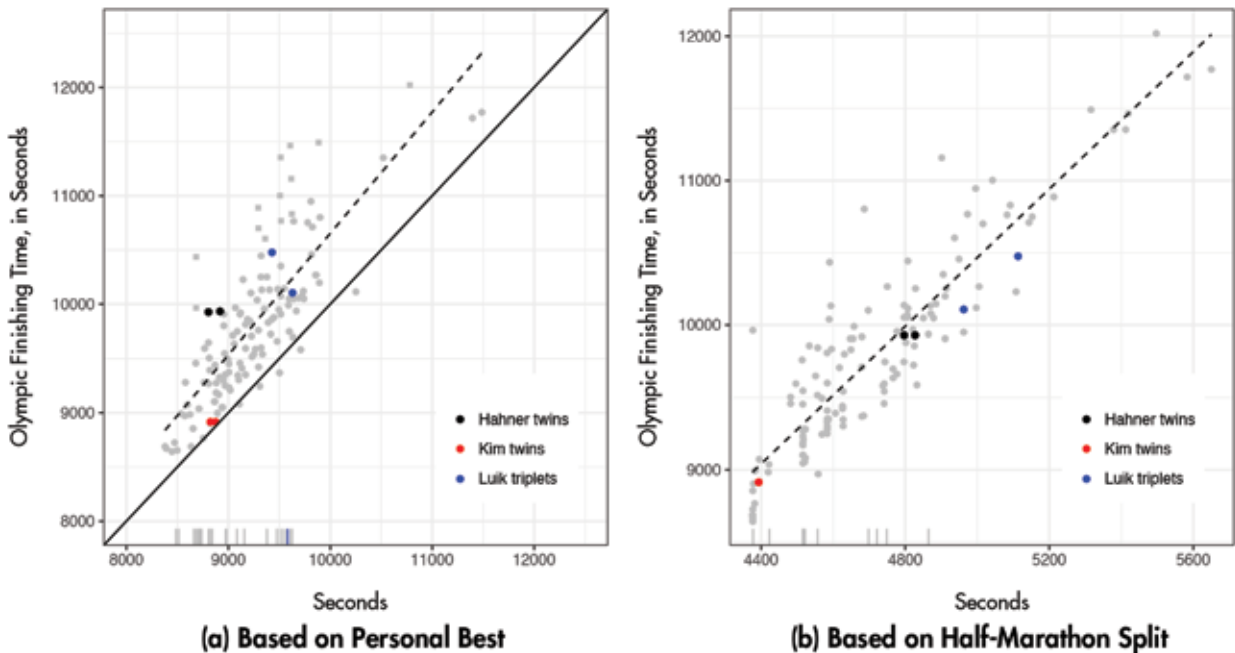 Olympic Finishing Time, in Seconds
12000
11000
10000
9000
8000
8000
9000
10000
11000
12000
Hahner twins
Kim twins
Luik triplets
Seconds
(a) Based on Personal Best
Olympic Finishing Time, in Seconds
12000
11000
10000
9000
4400
4800
5200
5600
Hahner twins
Kim twins
Luik triplets
Seconds
(b) Based on Half-Marathon Split